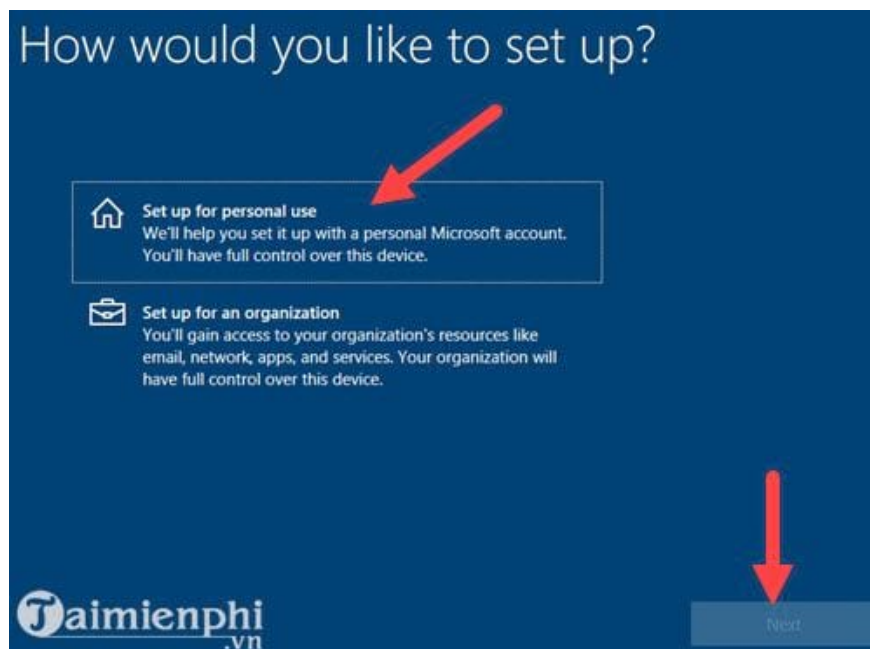 How would you like to set up?
Set up for personal use
We'll help you set it up with a personal Microsoft account.
You'll have full control over this device.
Set up for an organization
You'll gain access to your organization's resources like
email, network, apps, and services. Your organization will
have full control over this device.
Taimienphi
.vn
Next